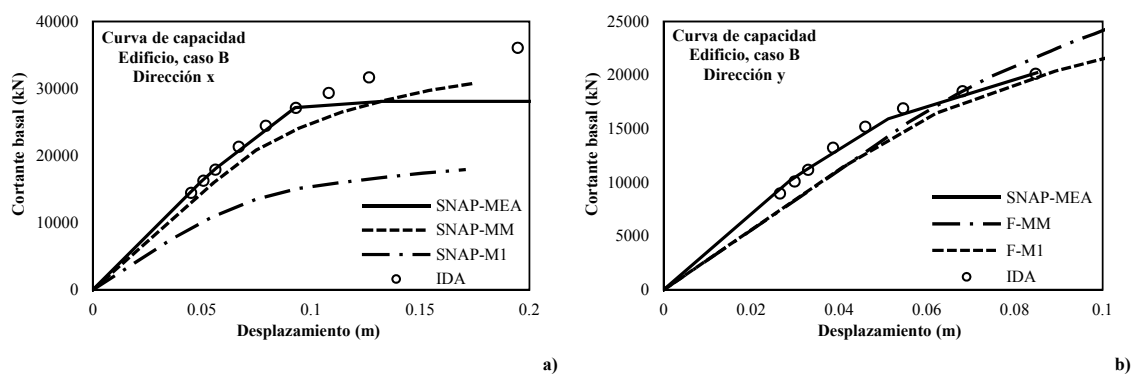 Curva de capacidad
Edificio, caso B
Dirección x
Cortante basal (kN)
40000
30000
20000
10000
0
0 0.05 0.1 0.15 0.2
Desplazamiento (m)
SNAP-MEA
SNAP-MM
SNAP-M1
IDA
a)
Curva de capacidad
Edificio, caso B
Dirección y
Cortante basal (kN)
25000
20000
15000
10000
5000
0
0 0.02 0.04 0.06 0.08 0.1
Desplazamiento (m)
SNAP-MEA
F-MM
F-M1
IDA
b)